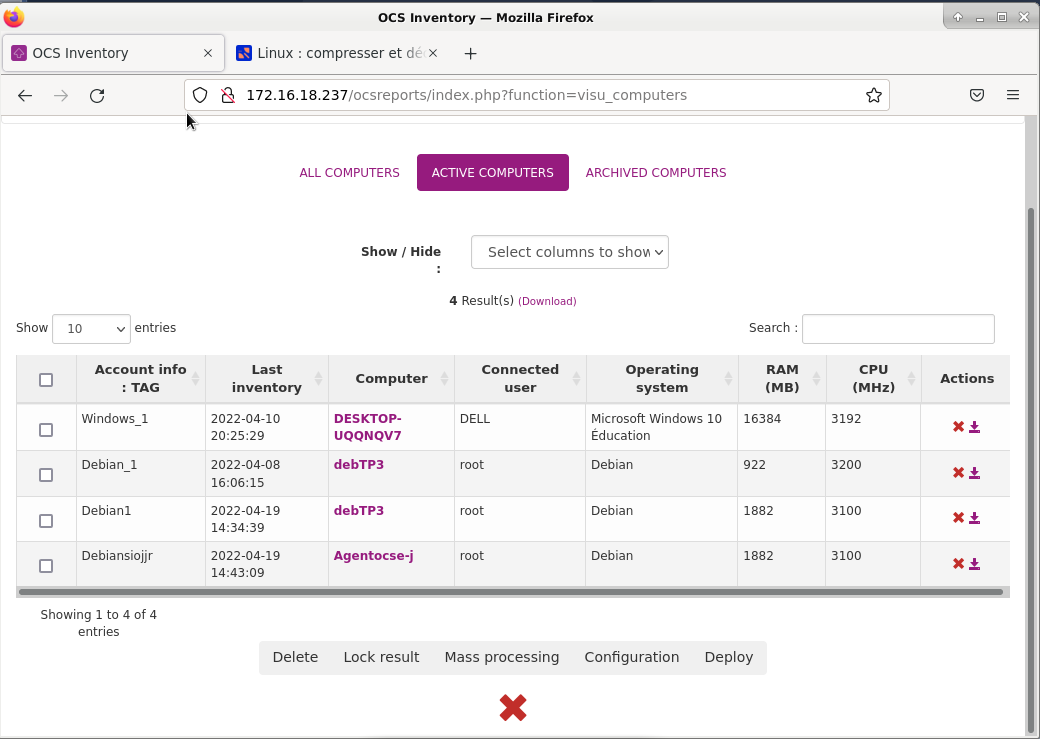 OCS Inventory — Mozilla Firefox
OCS Inventory
Linux : compresser et dé
172.16.18.237/ocsreports/index.php?function=visu_computers
ALL COMPUTERS ACTIVE COMPUTERS ARCHIVED COMPUTERS
Show / Hide
:
Select columns to show
4 Result(s) (Download)
Show 10 entries Search :
Account info
: TAG
Last
inventory
Computer
Connected
user
Operating
system
RAM
(MB)
CPU
(MHz)
Actions
Windows_1
2022-04-10
20:25:29
DESKTOP-
UQQNQV7
DELL
Microsoft Windows 10
Éducation
16384
3192
Debian_1
2022-04-08
16:06:15
debTP3
root
Debian
922
3200
Debian1
2022-04-19
14:34:39
debTP3
root
Debian
1882
3100
Debiansiojjr
2022-04-19
14:43:09
Agentocse-j
root
Debian
1882
3100
Showing 1 to 4 of 4
entries
Delete Lock result Mass processing Configuration Deploy